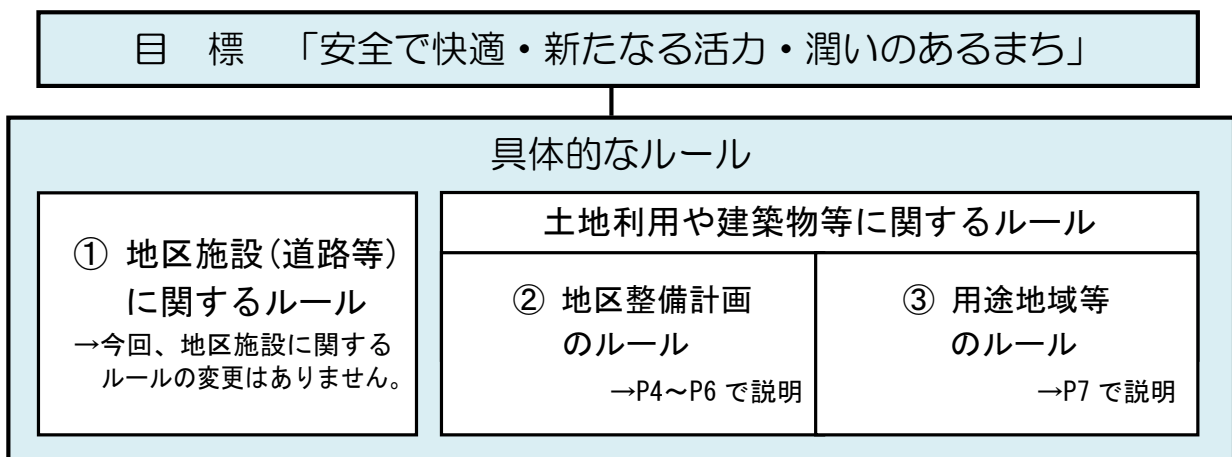 目　標　「安全で快適・新たなる活力・潤いのあるまち」
具体的なルール
① 地区施設（道路等）
に関するルール
→今回、地区施設に関する
ルールの変更はありません。
土地利用や建築物等に関するルール
② 地区整備計画
のルール
→P4～P6 で説明
③ 用途地域等
のルール
→P7 で説明